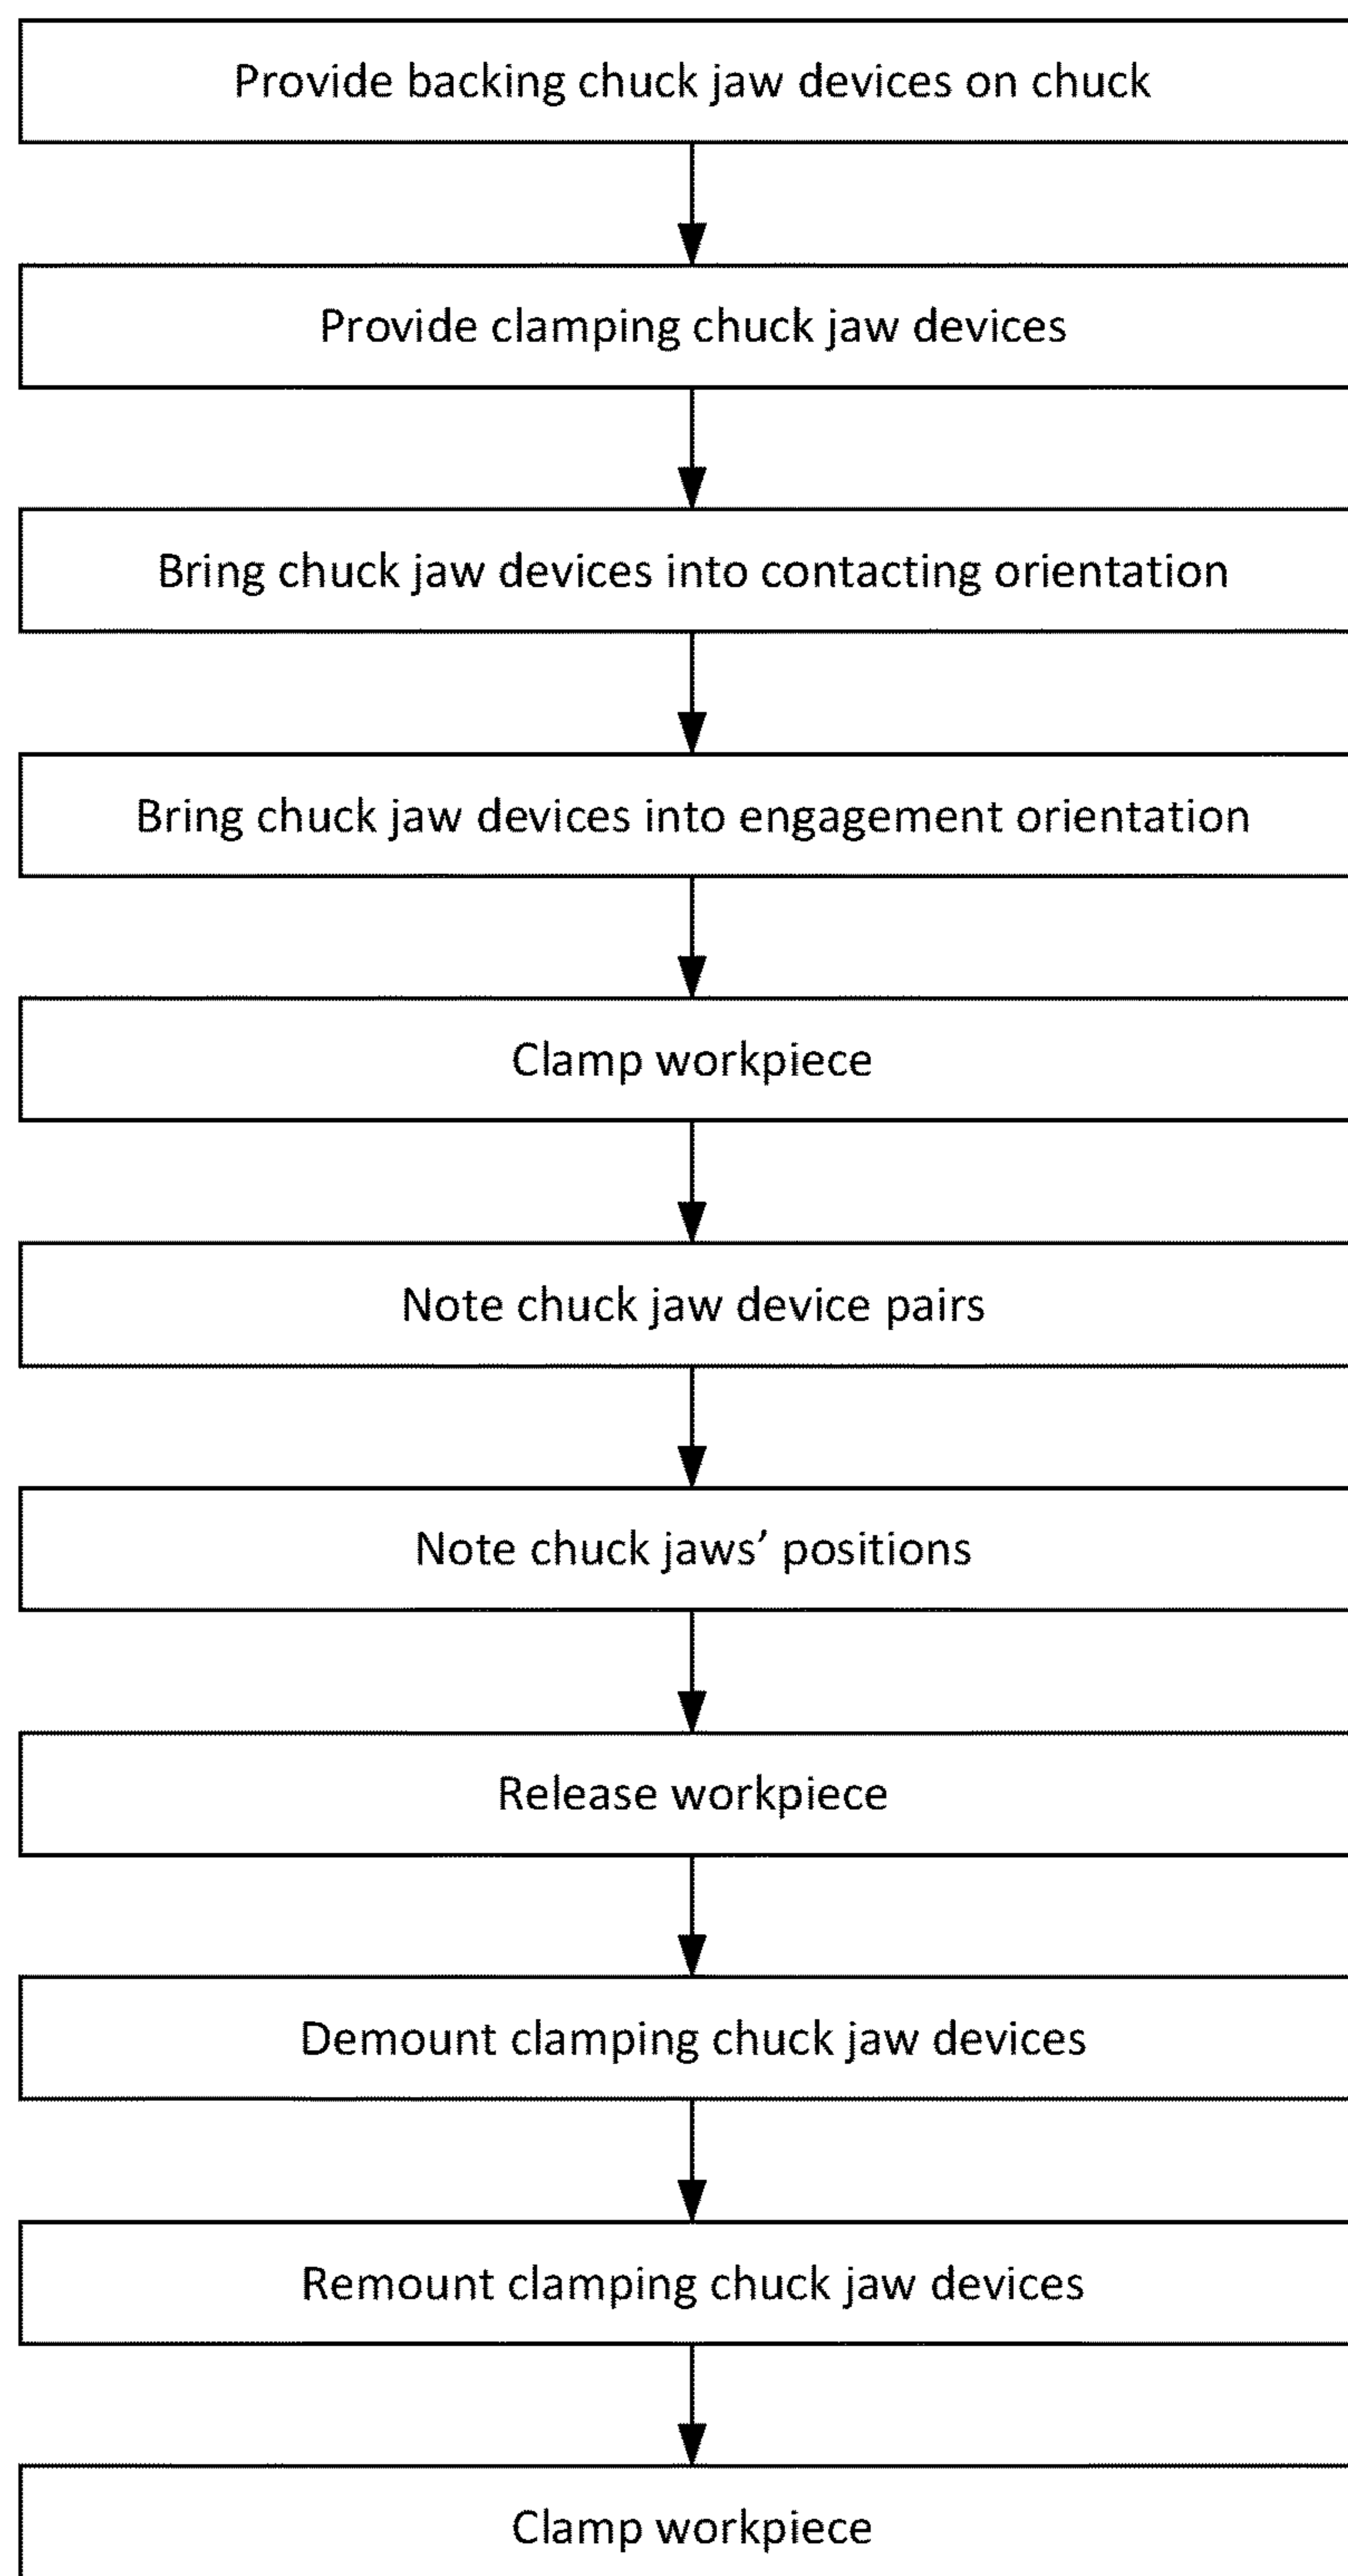 Provide backing chuck jaw devices on chuck
Provide clamping chuck jaw devices
Bring chuck jaw devices into contacting orientation
Bring chuck jaw devices into engagement orientation
Clamp workpiece
Note chuck jaw device pairs
Note chuck jaws’ positions
Release workpiece
Demount clamping chuck jaw devices
Remount clamping chuck jaw devices
Clamp workpiece